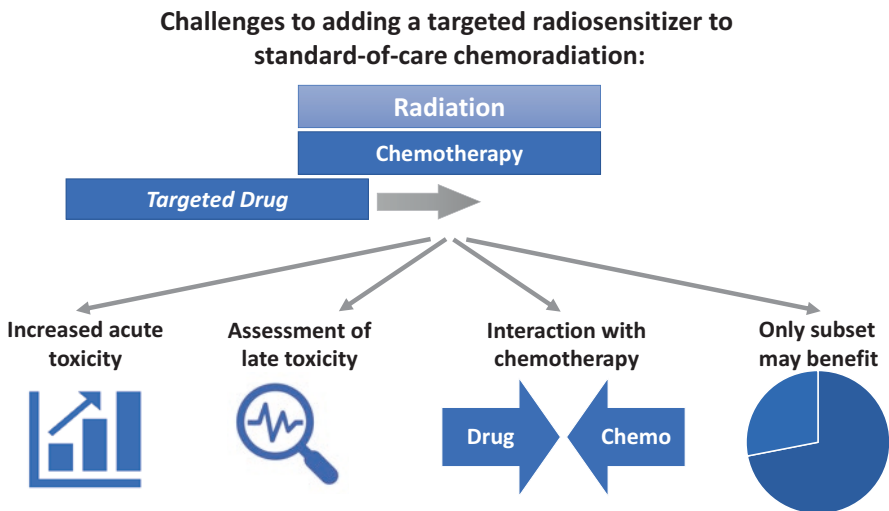 Challenges to adding a targeted radiosensitizer to
standard-of-care chemoradiation:
Radiation
Chemotherapy
Targeted Drug
Increased acute
toxicity
Assessment of
late toxicity
Interaction with
chemotherapy
Only subset
may benefit
Drug
Chemo